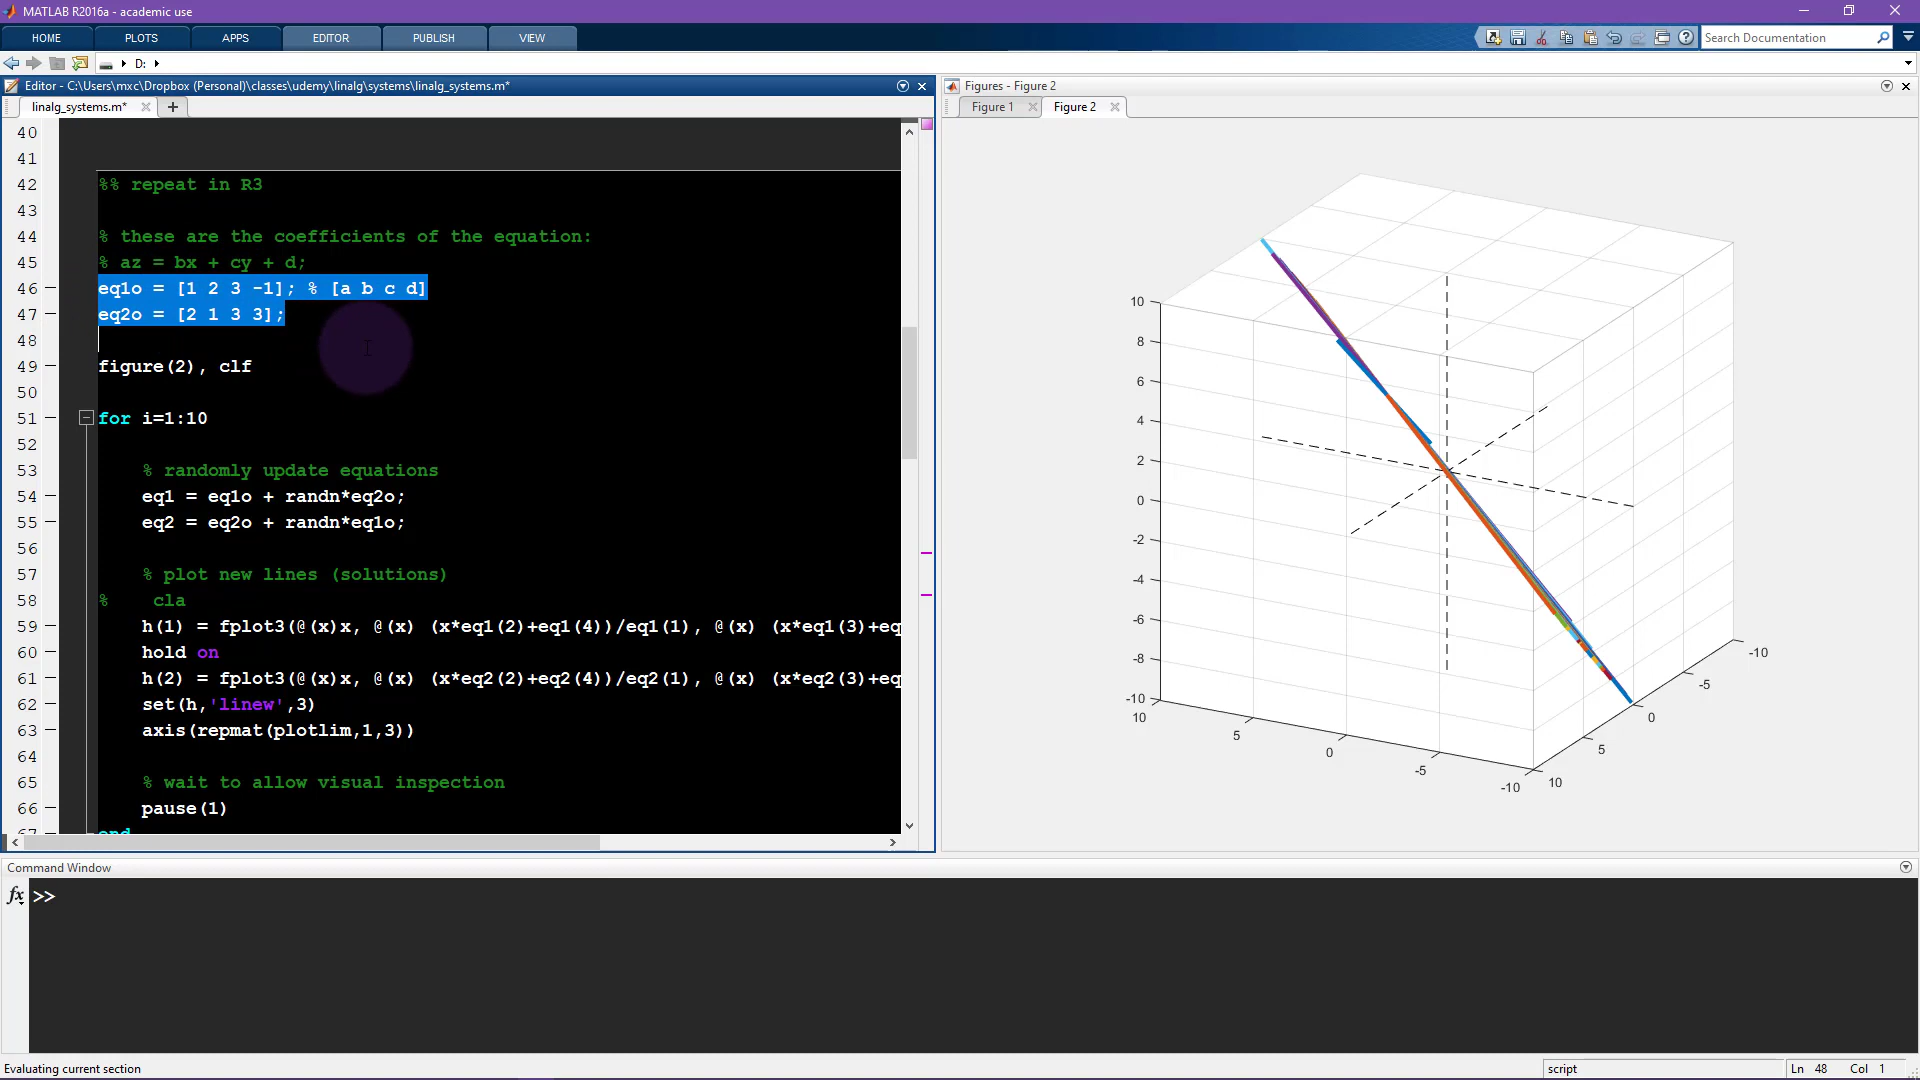 MATLAB R2016a - academic use
HOME PLOTS APPS EDITOR PUBLISH VIEW
Search Documentation
D:
Editor - C:\Users\mxc\Dropbox (Personal)\classes\udemy\linalg\systems\linalg_systems.m*
linalg_systems.m*
40
41
42 %% repeat in R3
43
44 % these are the coefficients of the equation:
45 % az = bx + cy + d;
46 eq1o = [1 2 3 -1]; % [a b c d]
47 eq2o = [2 1 3 3];
48
49 figure(2), clf
50
51 for i=1:10
52
53 % randomly update equations
54 eq1 = eq1o + randn*eq2o;
55 eq2 = eq2o + randn*eq1o;
56
57 % plot new lines (solutions)
58 % cla
59 h(1) = fplot3(@(x)x, @(x) (x*eq1(2)+eq1(4))/eq1(1), @(x) (x*eq1(3)+eq
60 hold on
61 h(2) = fplot3(@(x)x, @(x) (x*eq2(2)+eq2(4))/eq2(1), @(x) (x*eq2(3)+eq
62 set(h,'linew',3)
63 axis(repmat(plotlim,1,3))
64
65 % wait to allow visual inspection
66 pause(1)
67 end
Figures - Figure 2
Figure 1 Figure 2
10
8
6
4
2
0
-2
-4
-6
-8
-10
10
5
0
-5
-10
10
5
0
-5
-10
Command Window
fx >>
Evaluating current section
script
Ln 48 Col 1